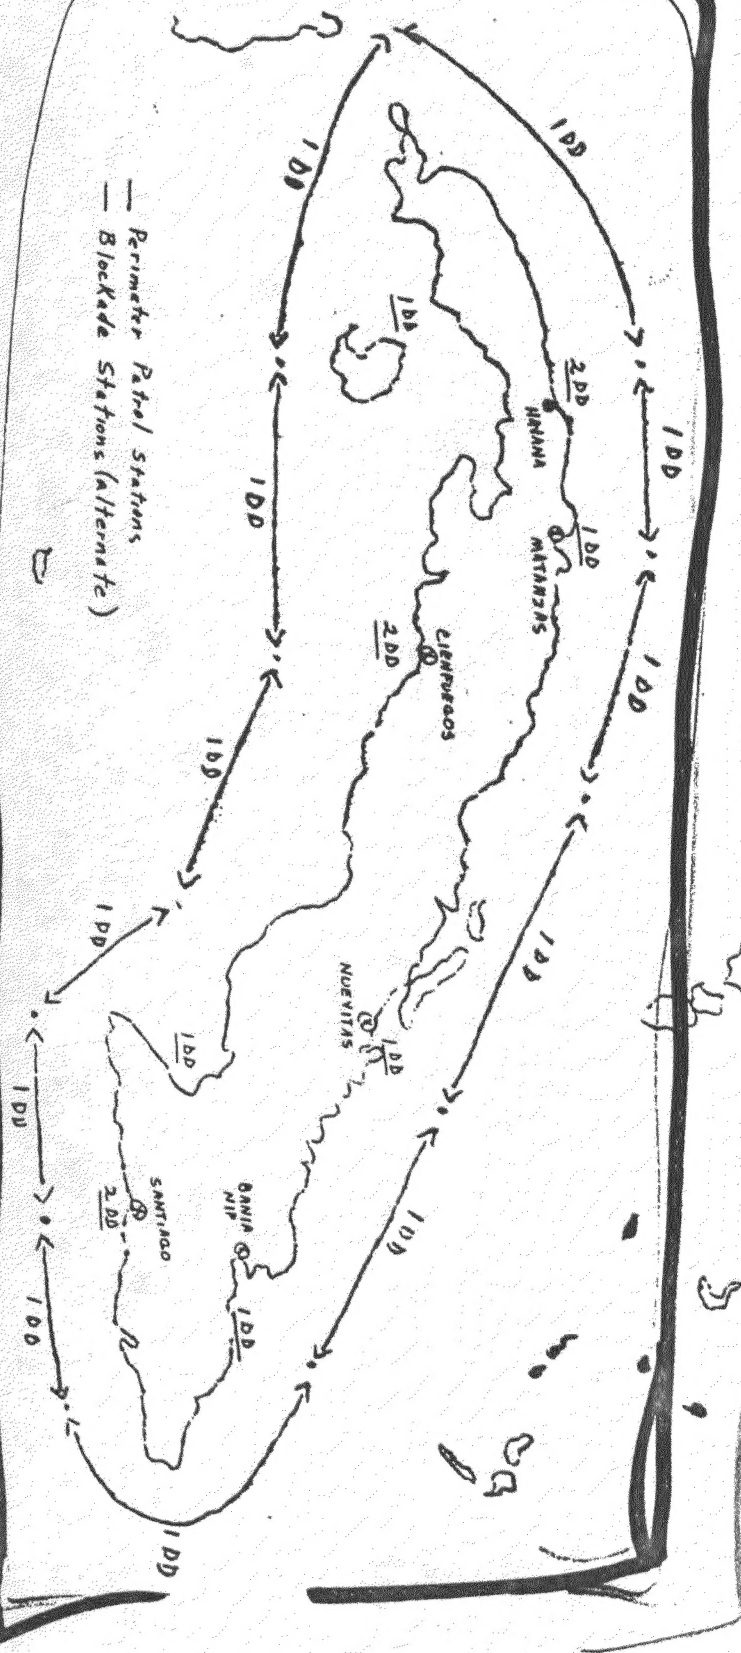 1 DD
1 DD
1 DD
1 DD
1 DD
2 DD
HAVANA
1 DD
MATANZAS
1 DD
CIENFUEGOS
2 DD
NUEVITAS
1 DD
BAHIA
NIP
1 DD
1 DD
SANTIAGO
2 DD
1 DD
1 DD
1 DD
1 DD
1 DD
1 DD
1 DD
— Perimeter Patrol Stations
— Blockade Stations (alternate)